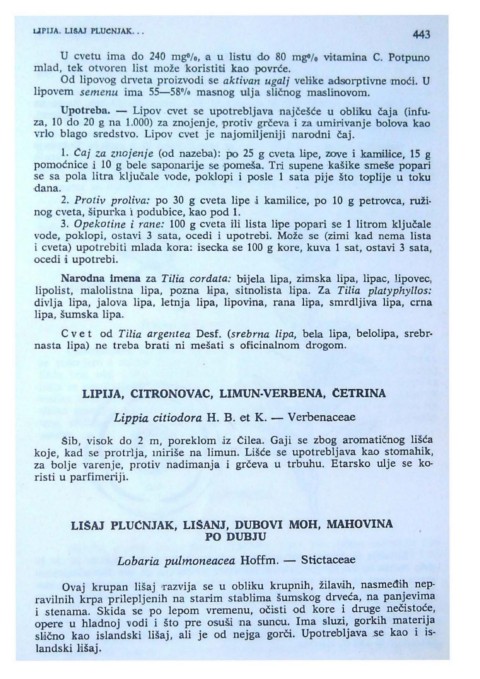 LIPIJA. LIŠAJ PLUĆNJAK. . .
443
U cvetu ima do 240 mg%, a u listu do 80 mg% vitamina C. Potpuno
mlad, tek otvoren list može koristiti kao povrće.
Od lipovog drveta proizvodi se aktivan ugalj velike adsorptivne moći. U
lipovem semenu ima 55—58% masnog ulja sličnog maslinovom.
Upotreba. — Lipov cvet se upotrebljava najčešće u obliku čaja (infu-
za, 10 do 20 g na 1.000) za znojenje, protiv grčeva i za umirivanje bolova kao
vrlo blago sredstvo. Lipov cvet je najomiljeniji narodni čaj.
1. Čaj za znojenje (od nazeba): po 25 g cveta lipe, zove i kamilice, 15 g
pomoćnice i 10 g bele saponarije se pomeša. Tri supene kašike smeše popari
se sa pola litra ključale vode, poklopi i posle 1 sata pije što toplije u toku
dana.
2. Protiv proliva: po 30 g cveta lipe i kamilice, po 10 g petrovca, ruži-
nog cveta, šipurka i podubice, kao pod 1.
3. Opekotine i rane: 100 g cveta ili lista lipe popari se 1 litrom ključale
vode, poklopi, ostavi 3 sata, ocedi i upotrebi. Može se (zimi kad nema lista
i cveta) upotrebiti mlada kora: isecka se 100 g kore, kuva 1 sat, ostavi 3 sata,
ocedi i upotrebi.
Narodna imena za Tilia cordata: bijela lipa, zimska lipa, lipac, lipovec,
lipolist, malolistna lipa, pozna lipa, sitnolista lipa. Za Tilia platyphyllos:
divlja lipa, jalova lipa, letnja lipa, lipovina, rana lipa, smrdljiva lipa, crna
lipa, šumska lipa.
Cvet od Tilia argentea Desf. (srebrna lipa, bela lipa, belolipa, srebr-
nasta lipa) ne treba brati ni mešati s oficinalnom drogom.
LIPIJA, CITRONOVAC, LIMUN-VERBENA, ČETRINA
Lippia citiodora H. B. et K. — Verbenaceae
Šib, visok do 2 m, poreklom iz Čilea. Gaji se zbog aromatičnog lišća
koje, kad se protrlja, miriše na limun. Lišće se upotrebljava kao stomahik,
za bolje varenje, protiv nadimanja i grčeva u trbuhu. Etarsko ulje se ko-
risti u parfimeriji.
LIŠAJ PLUĆNJAK, LIŠANJ, DUBOVI MOH, MAHOVINA
PO DUBJU
Lobaria pulmoneacea Hoffm. — Stictaceae
Ovaj krupan lišaj razvija se u obliku krupnih, žilavih, nasmeđih nep-
ravilnih krpa prilepljenih na starim stablima šumskog drveća, na panjevima
i stenama. Skida se po lepom vremenu, očisti od kore i druge nečistoće,
opere u hladnoj vodi i što pre osuši na suncu. Ima sluzi, gorkih materija
slično kao islandski lišaj, ali je od nejga gorči. Upotrebljava se kao i is-
landski lišaj.